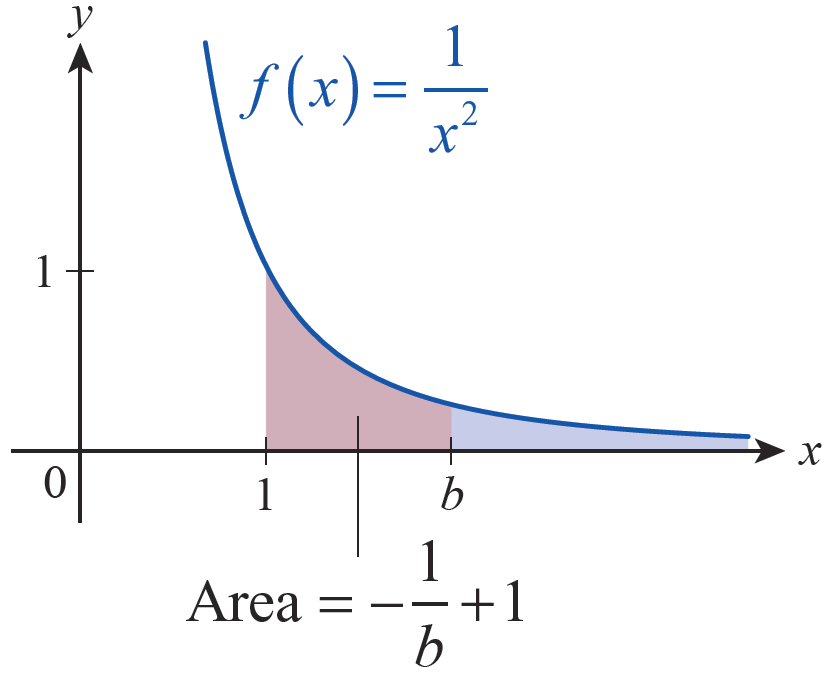 y
f(x) = 1/x²
1
0
1
b
x
Area = −1/b + 1